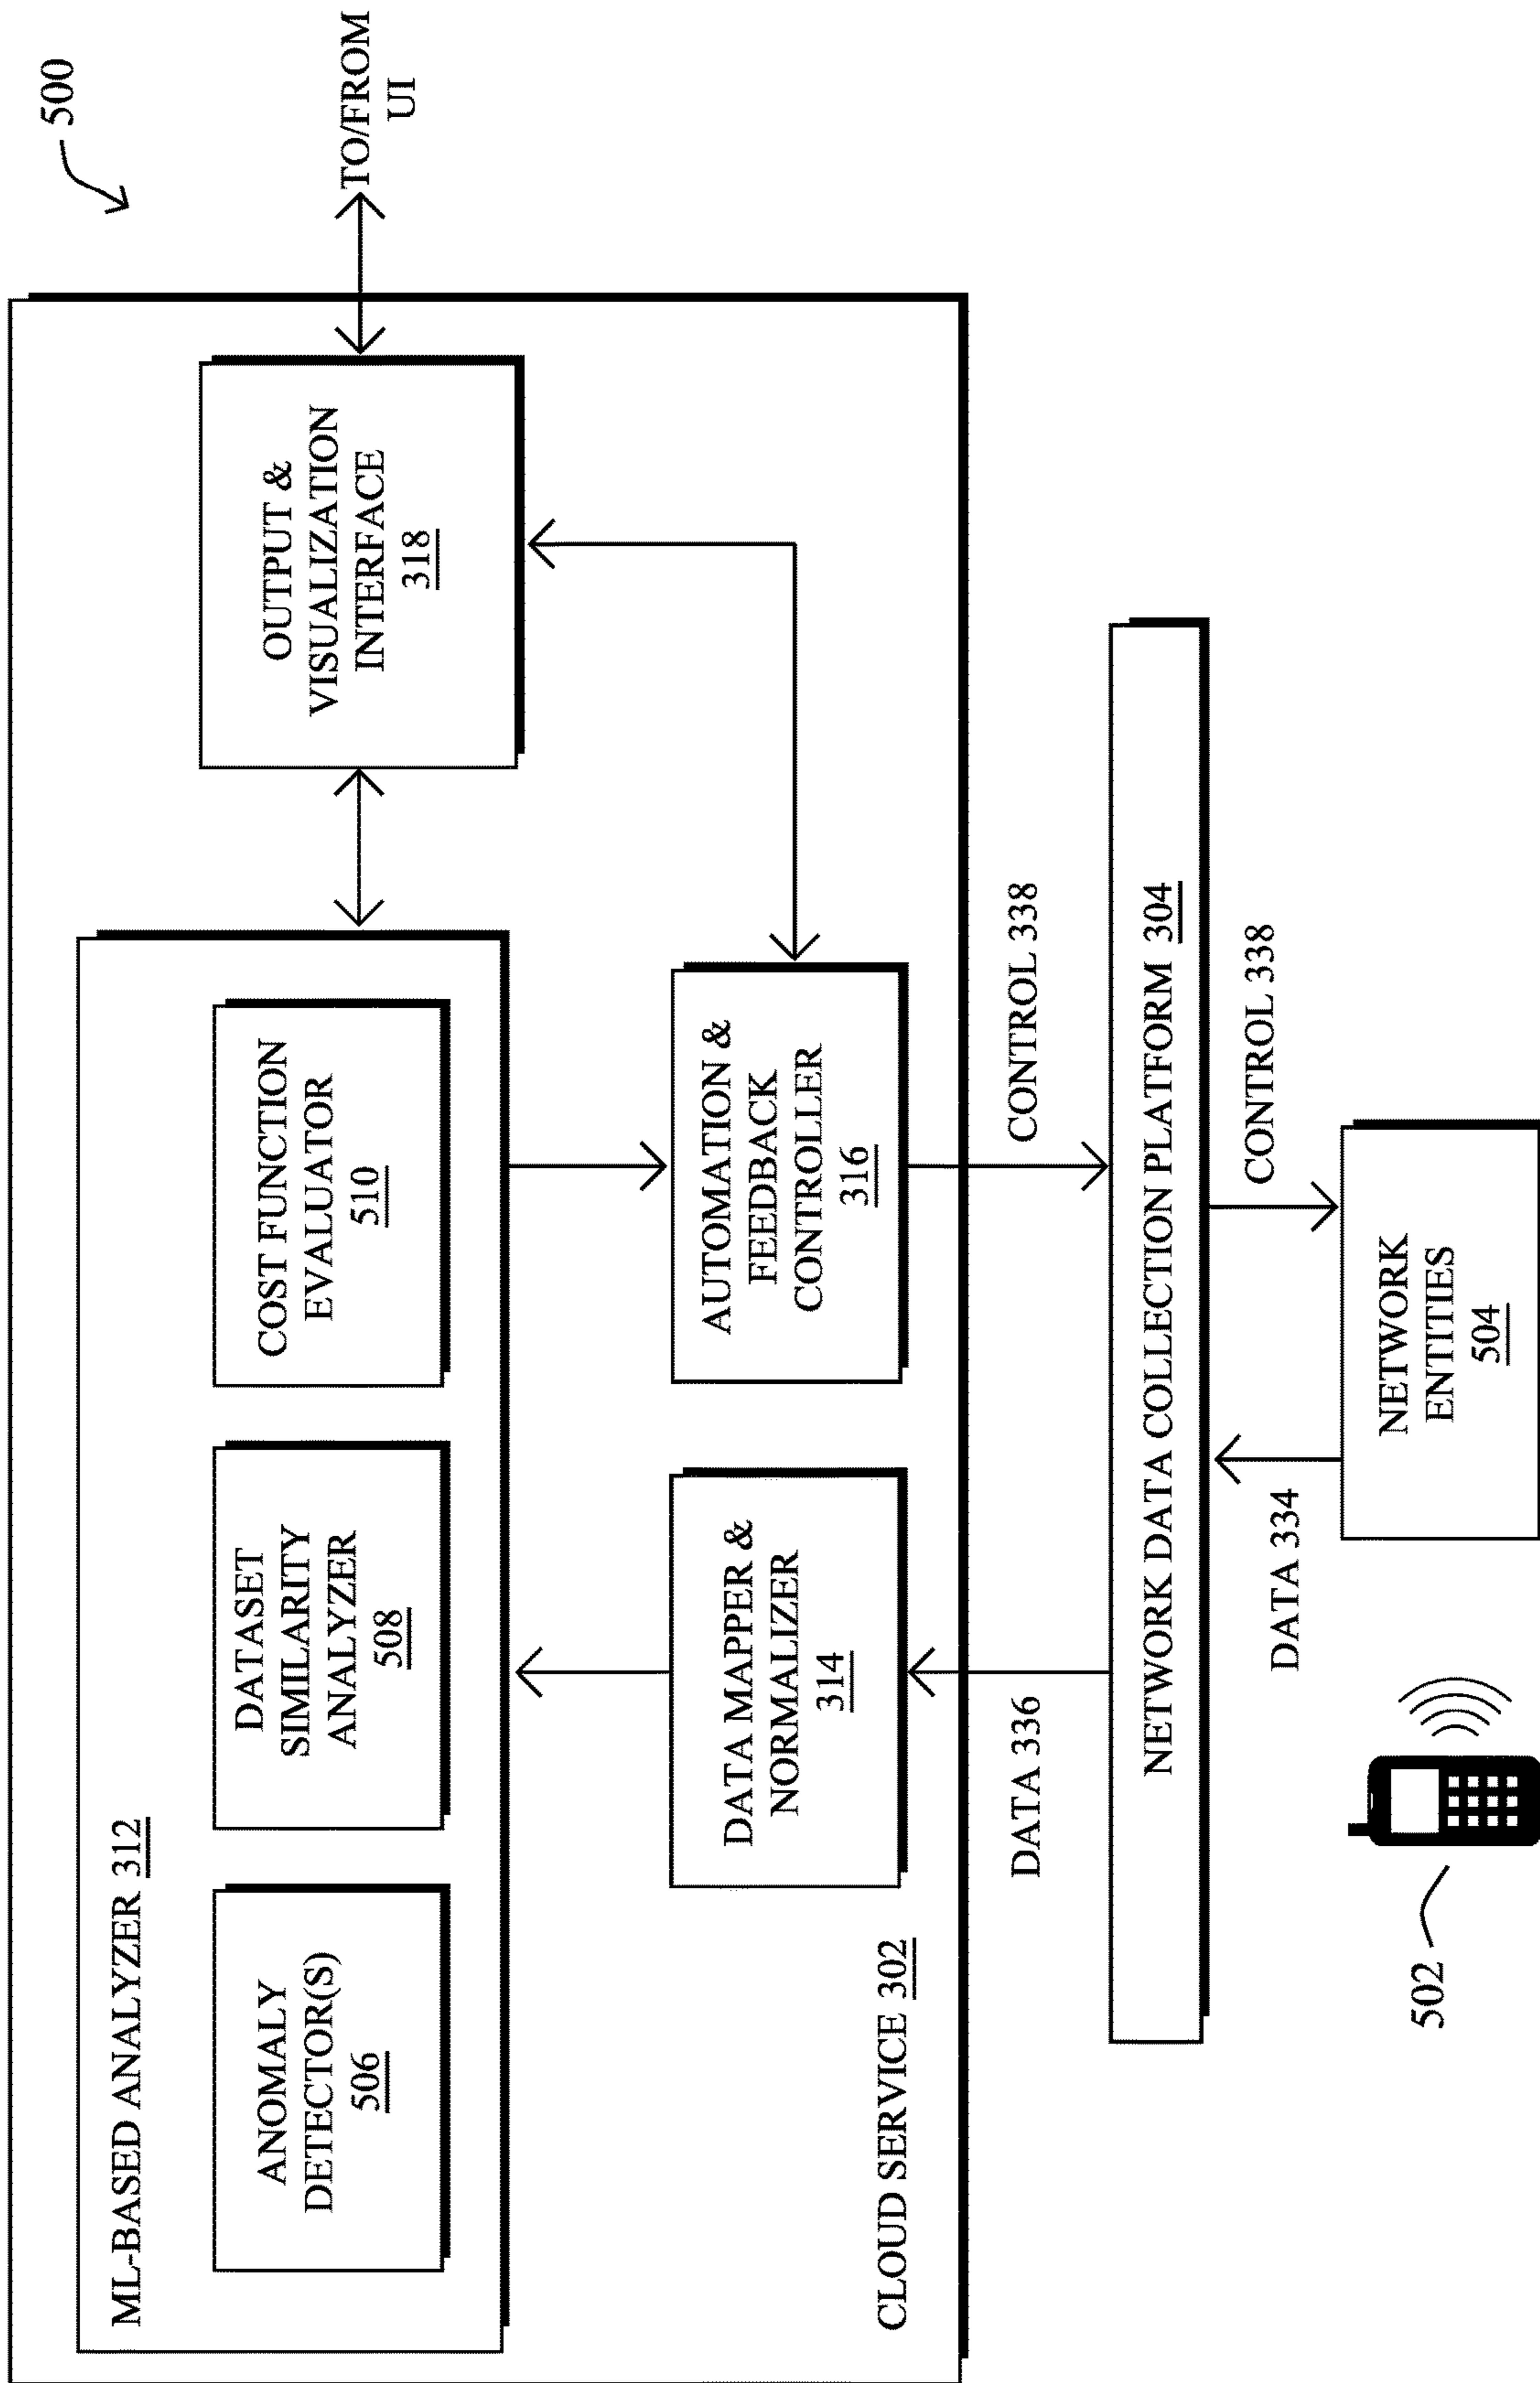 500
ML-BASED ANALYZER 312
ANOMALY
DETECTOR(S)
506
DATASET
SIMILARITY
ANALYZER
508
COST FUNCTION
EVALUATOR
510
OUTPUT &
VISUALIZATION
INTERFACE
318
TO/FROM
UI
DATA MAPPER &
NORMALIZER
314
AUTOMATION &
FEEDBACK
CONTROLLER
316
CLOUD SERVICE 302
DATA 336
CONTROL 338
NETWORK DATA COLLECTION PLATFORM 304
DATA 334
CONTROL 338
502
NETWORK
ENTITIES
504